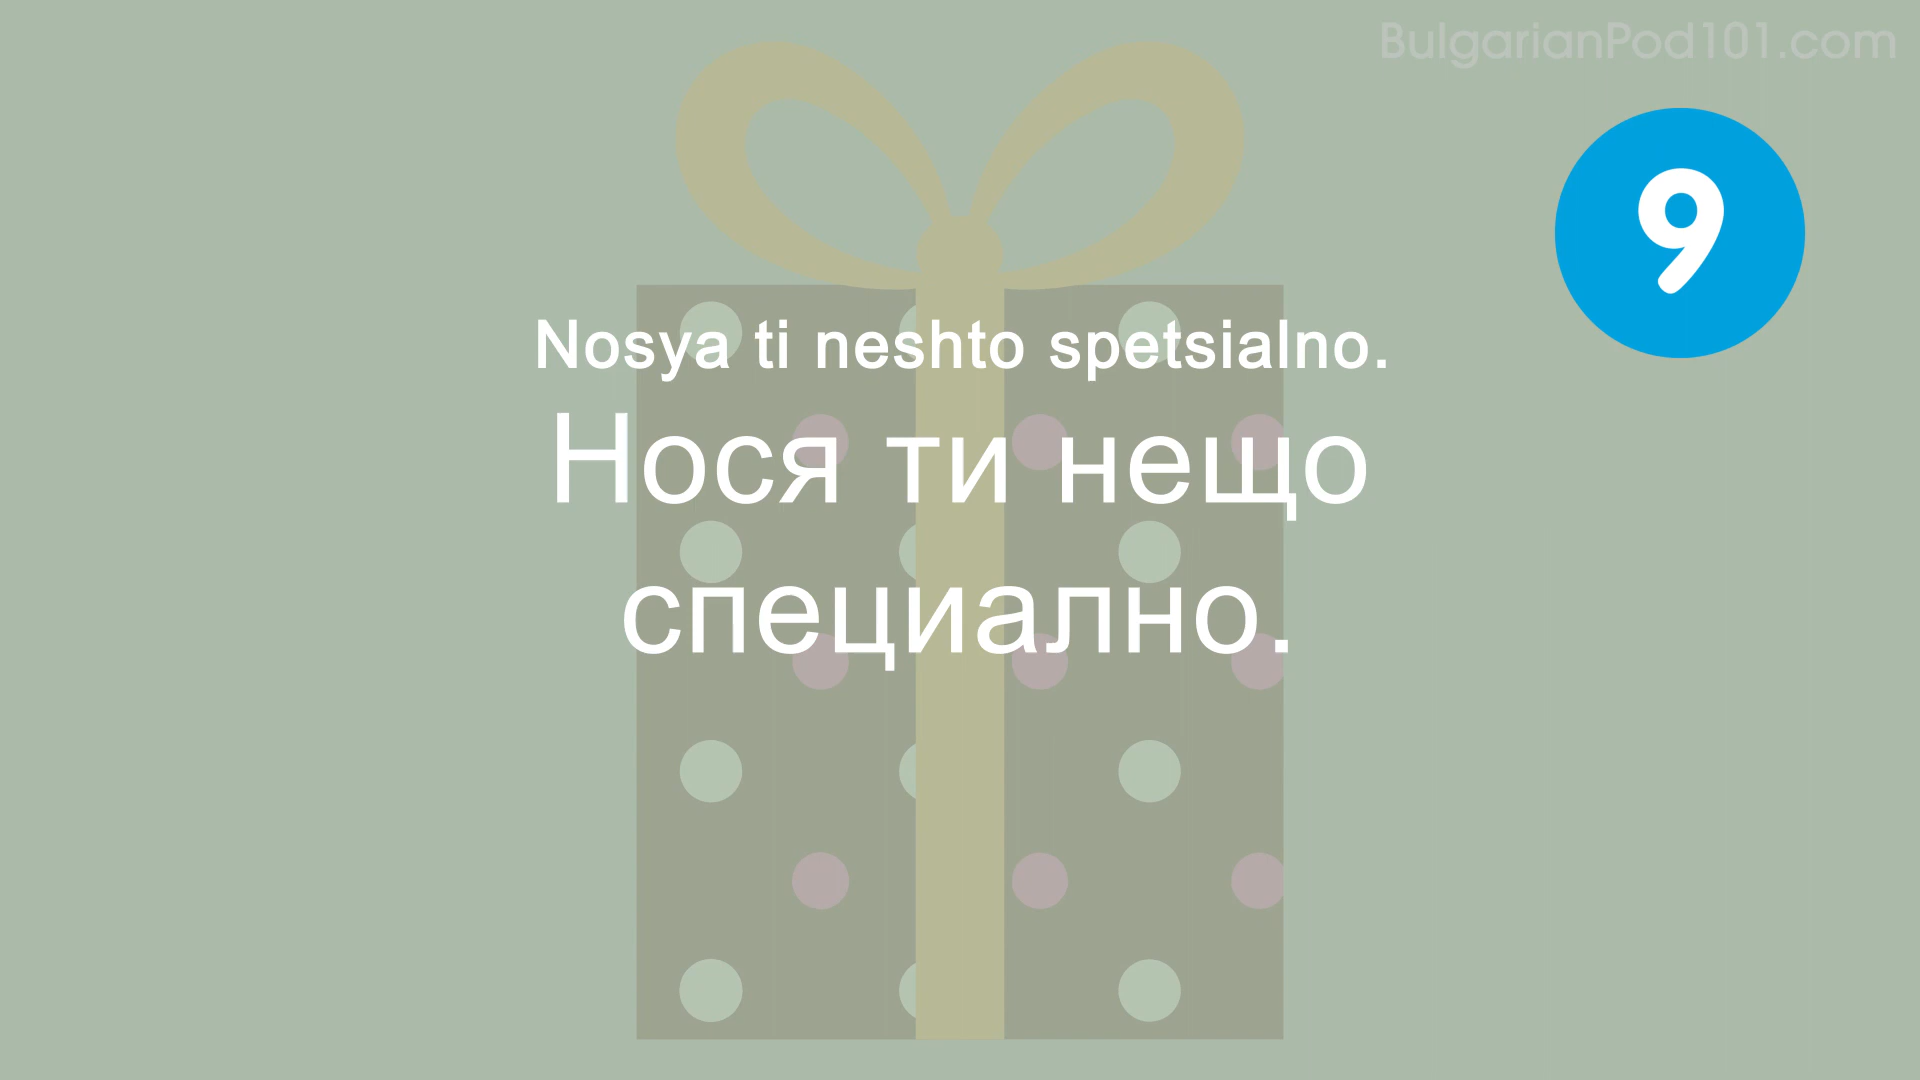 BulgarianPod101.com
9
Nosya ti neshto spetsialno.
Нося ти нещо
специално.